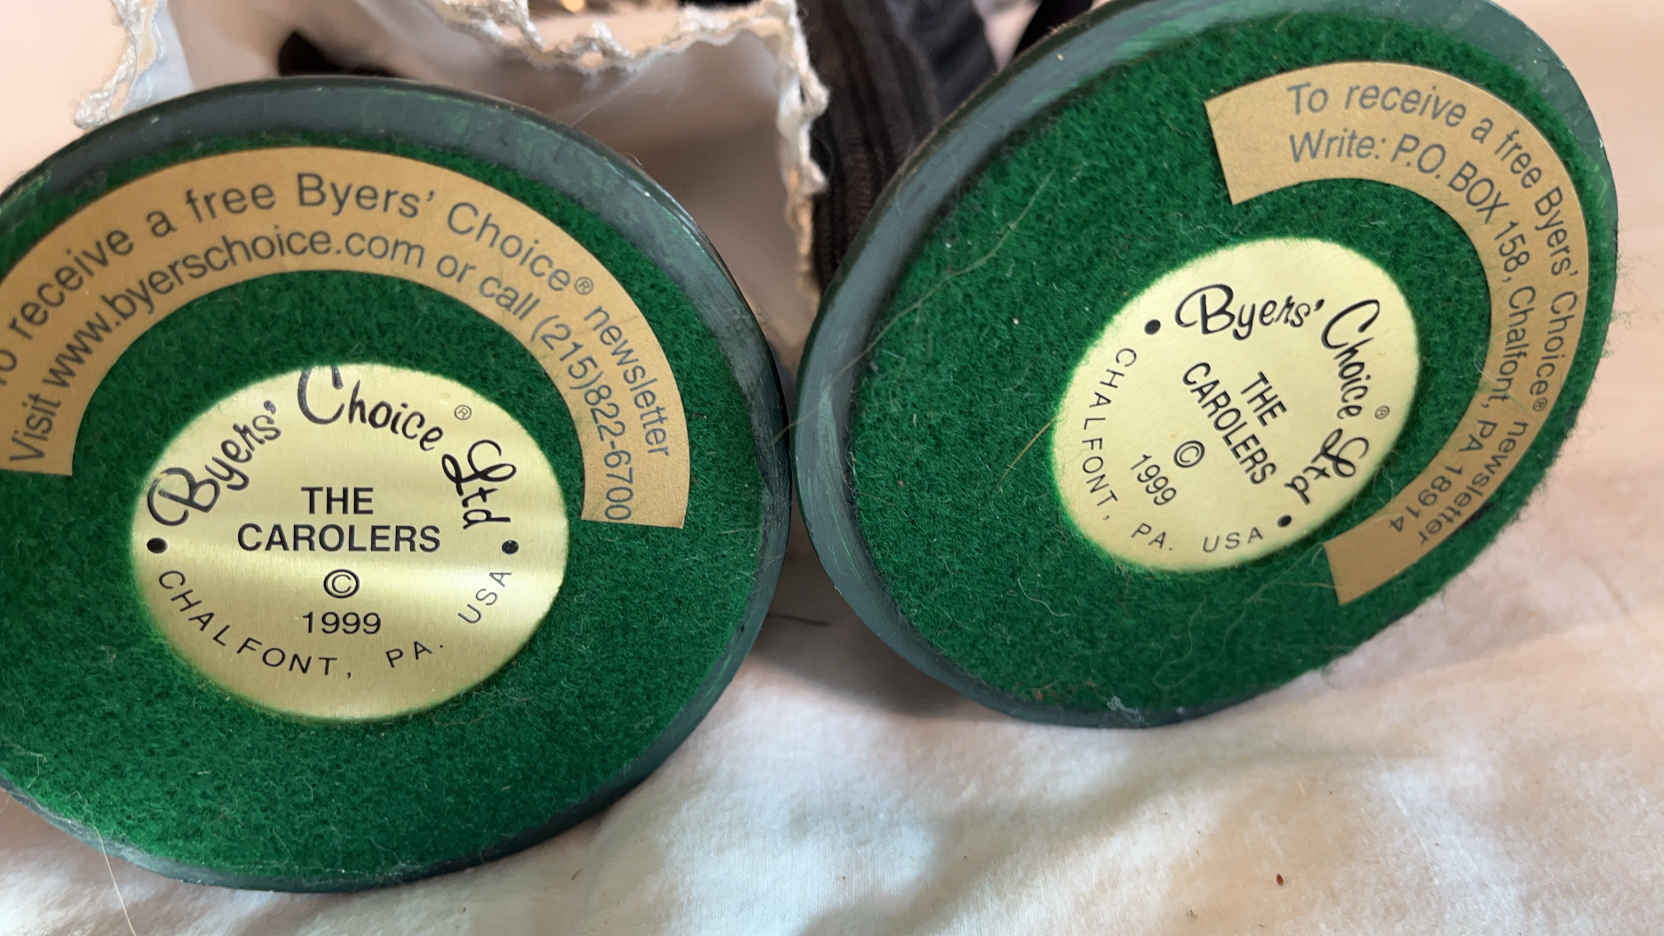 To receive a free Byers' Choice® newsletter
Visit www.byerschoice.com or call (215)822-6700
Byers' Choice® Ltd
THE
CAROLERS
©
1999
• CHALFONT, PA. USA •
To receive a free Byers' Choice® newsletter
Write: P.O. BOX 158, Chalfont, PA 18914
Byers' Choice® Ltd
THE
CAROLERS
©
1999
• CHALFONT, PA. USA •